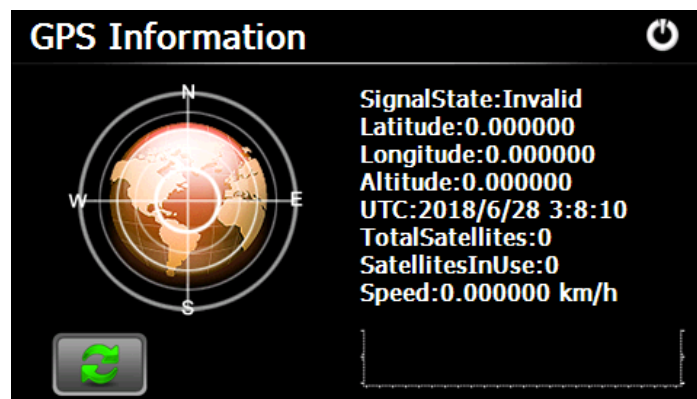 GPS Information
N
W
E
S
SignalState:Invalid
Latitude:0.000000
Longitude:0.000000
Altitude:0.000000
UTC:2018/6/28 3:8:10
TotalSatellites:0
SatellitesInUse:0
Speed:0.000000 km/h